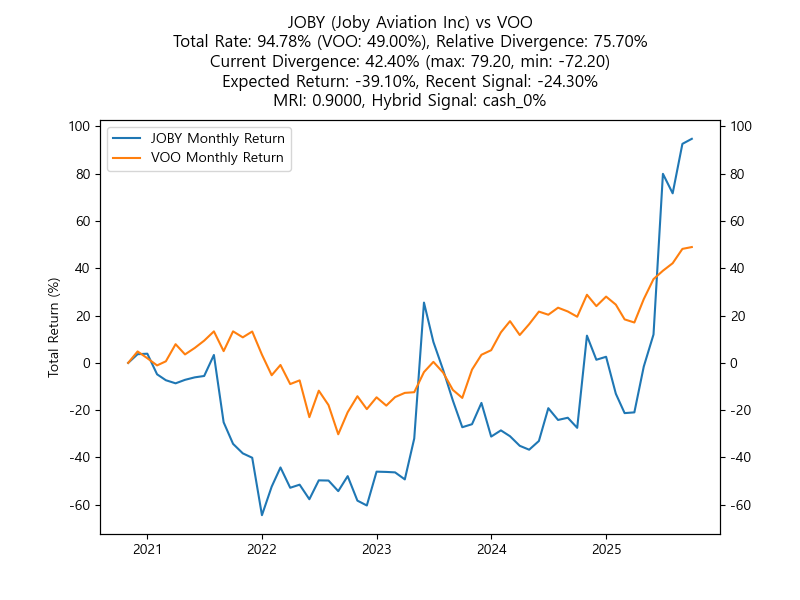 JOBY (Joby Aviation Inc) vs VOO
Total Rate: 94.78% (VOO: 49.00%), Relative Divergence: 75.70%
Current Divergence: 42.40% (max: 79.20, min: -72.20)
Expected Return: -39.10%, Recent Signal: -24.30%
MRI: 0.9000, Hybrid Signal: cash_0%
JOBY Monthly Return
VOO Monthly Return
Total Return (%)
100
80
60
40
20
0
-20
-40
-60
100
80
60
40
20
0
-20
-40
-60
2021
2022
2023
2024
2025